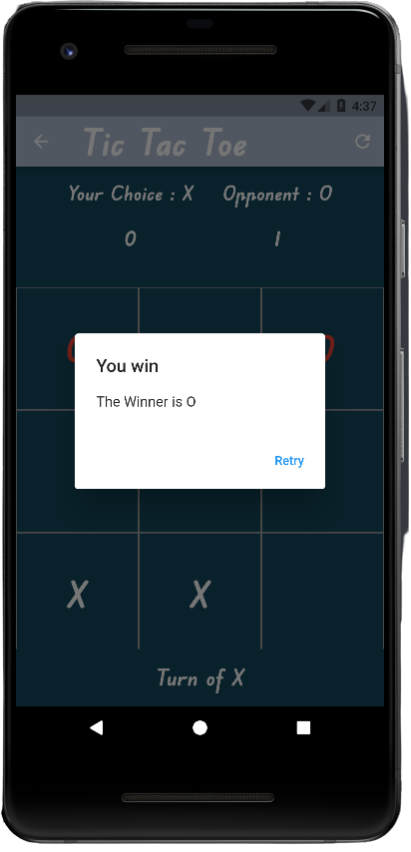 4:37
Tic Tac Toe
Your Choice : X Opponent : O
0 1
O O
You win
The Winner is O
Retry
X X
Turn of X